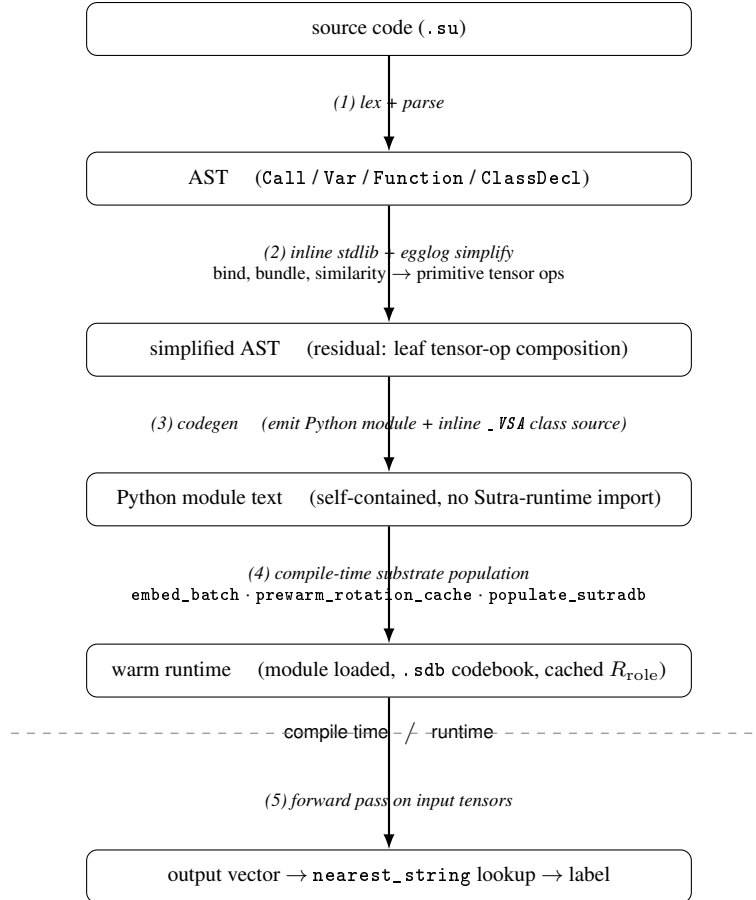 source code (.su)
(1) lex + parse
AST (Call / Var / Function / ClassDecl)
(2) inline stdlib + egglog simplify
bind, bundle, similarity → primitive tensor ops
simplified AST (residual: leaf tensor-op composition)
(3) codegen (emit Python module + inline _VSA class source)
Python module text (self-contained, no Sutra-runtime import)
(4) compile-time substrate population
embed_batch · prewarm_rotation_cache · populate_sutradb
warm runtime (module loaded, .sdb codebook, cached R_role)
compile time / runtime
(5) forward pass on input tensors
output vector → nearest_string lookup → label